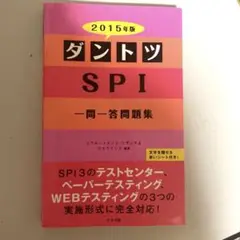 2015年版
ダントツ
SPI
一問一答問題集
SPI3のテストセンター、
ペーパーテスティング、
WEBテスティングの3つの
実施形式に完全対応!